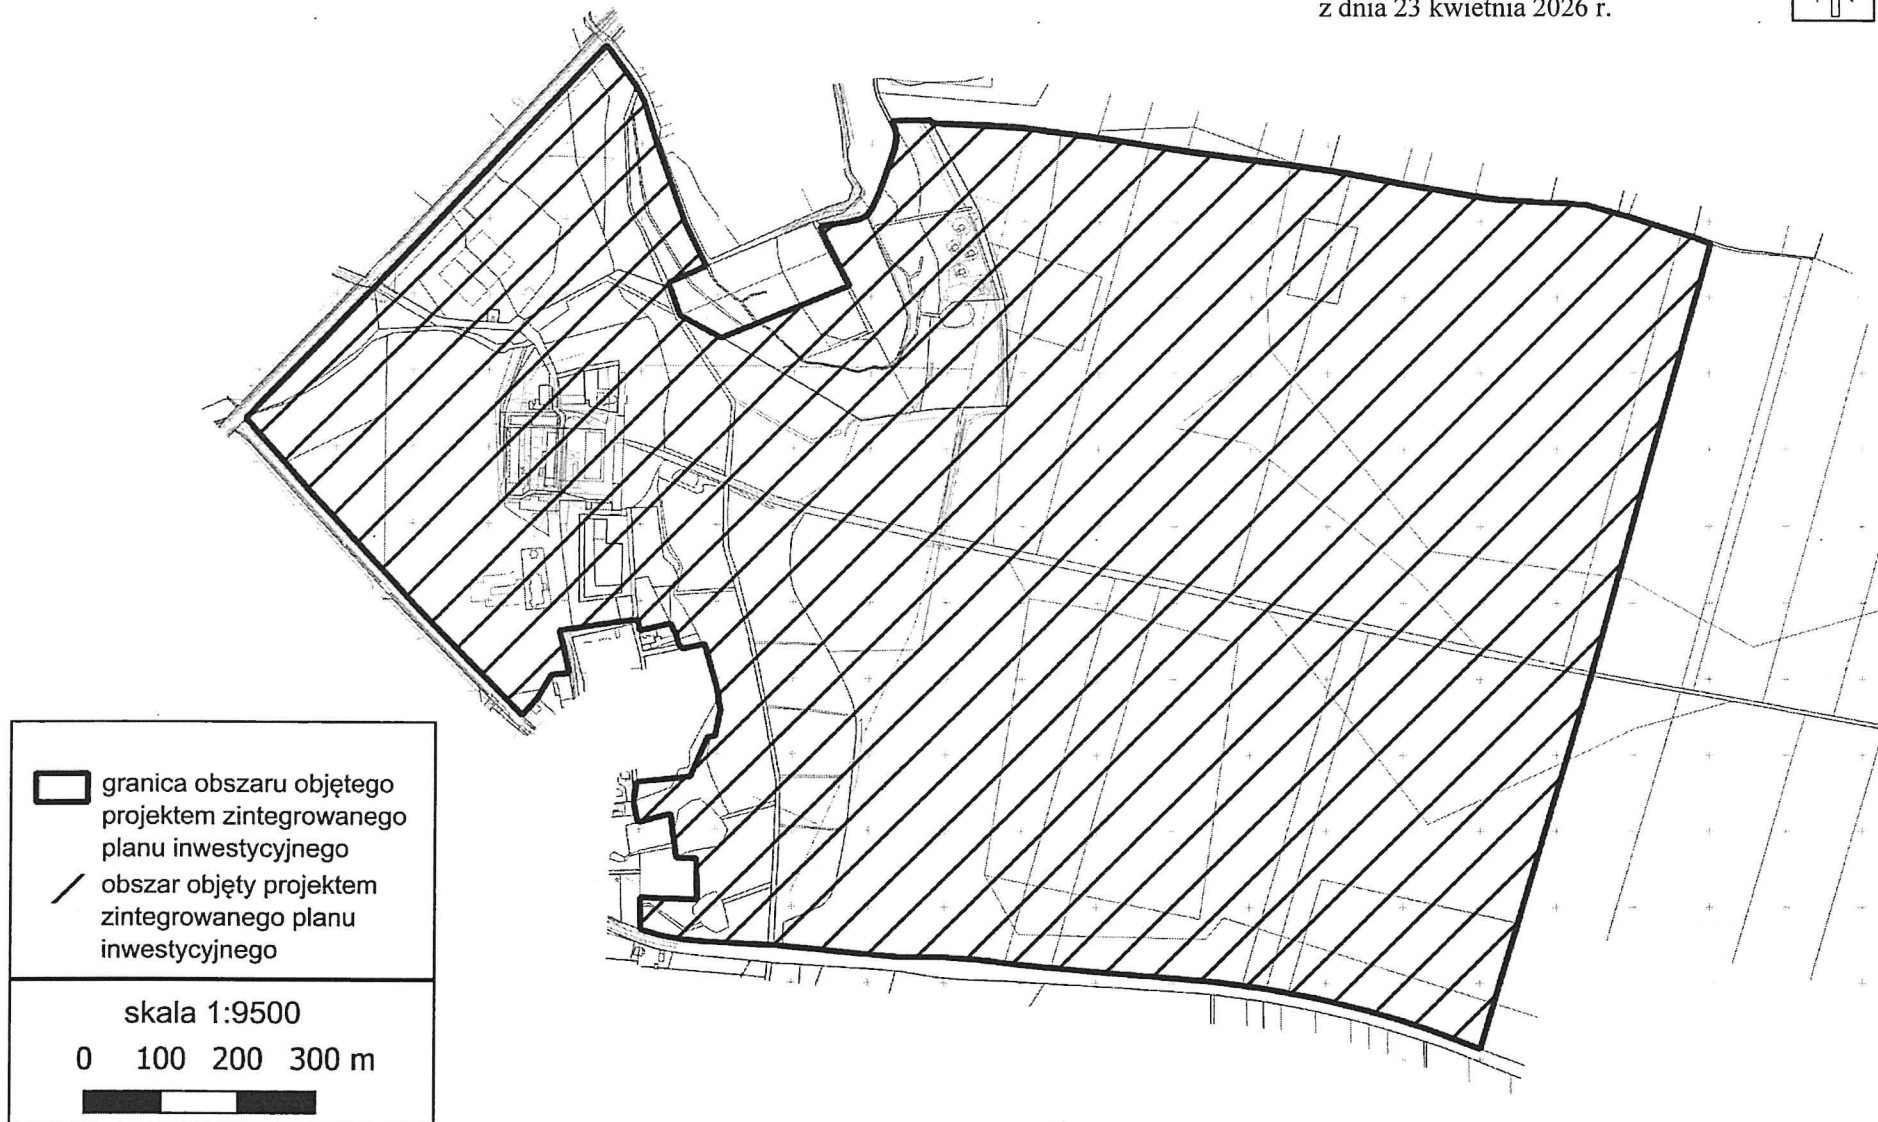 z dnia 23 kwietnia 2026 r.
granica obszaru objętego
projektem zintegrowanego
planu inwestycyjnego
obszar objęty projektem
zintegrowanego planu
inwestycyjnego
skala 1:9500
0 100 200 300 m